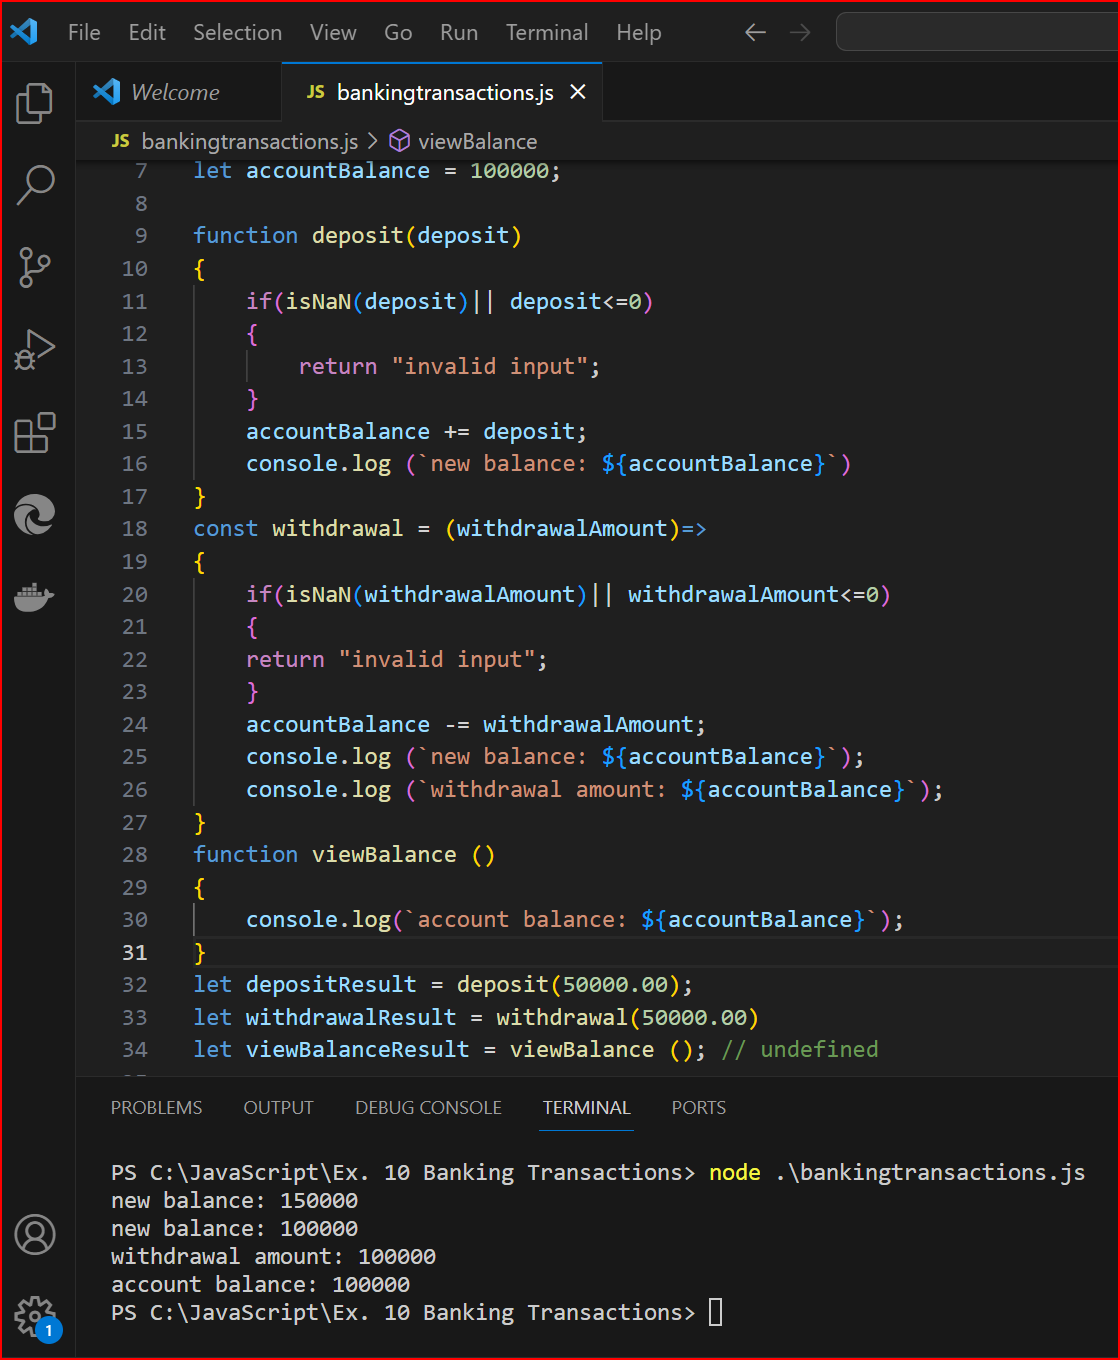 File Edit Selection View Go Run Terminal Help
Welcome JS bankingtransactions.js
JS bankingtransactions.js > viewBalance
7 let accountBalance = 100000;
8
9 function deposit(deposit)
10 {
11 if(isNaN(deposit)|| deposit<=0)
12 {
13 return "invalid input";
14 }
15 accountBalance += deposit;
16 console.log (`new balance: ${accountBalance}`)
17 }
18 const withdrawal = (withdrawalAmount)=>
19 {
20 if(isNaN(withdrawalAmount)|| withdrawalAmount<=0)
21 {
22 return "invalid input";
23 }
24 accountBalance -= withdrawalAmount;
25 console.log (`new balance: ${accountBalance}`);
26 console.log (`withdrawal amount: ${accountBalance}`);
27 }
28 function viewBalance ()
29 {
30 console.log(`account balance: ${accountBalance}`);
31 }
32 let depositResult = deposit(50000.00);
33 let withdrawalResult = withdrawal(50000.00)
34 let viewBalanceResult = viewBalance (); // undefined
PROBLEMS OUTPUT DEBUG CONSOLE TERMINAL PORTS
PS C:\JavaScript\Ex. 10 Banking Transactions> node .\bankingtransactions.js
new balance: 150000
new balance: 100000
withdrawal amount: 100000
account balance: 100000
PS C:\JavaScript\Ex. 10 Banking Transactions>
1